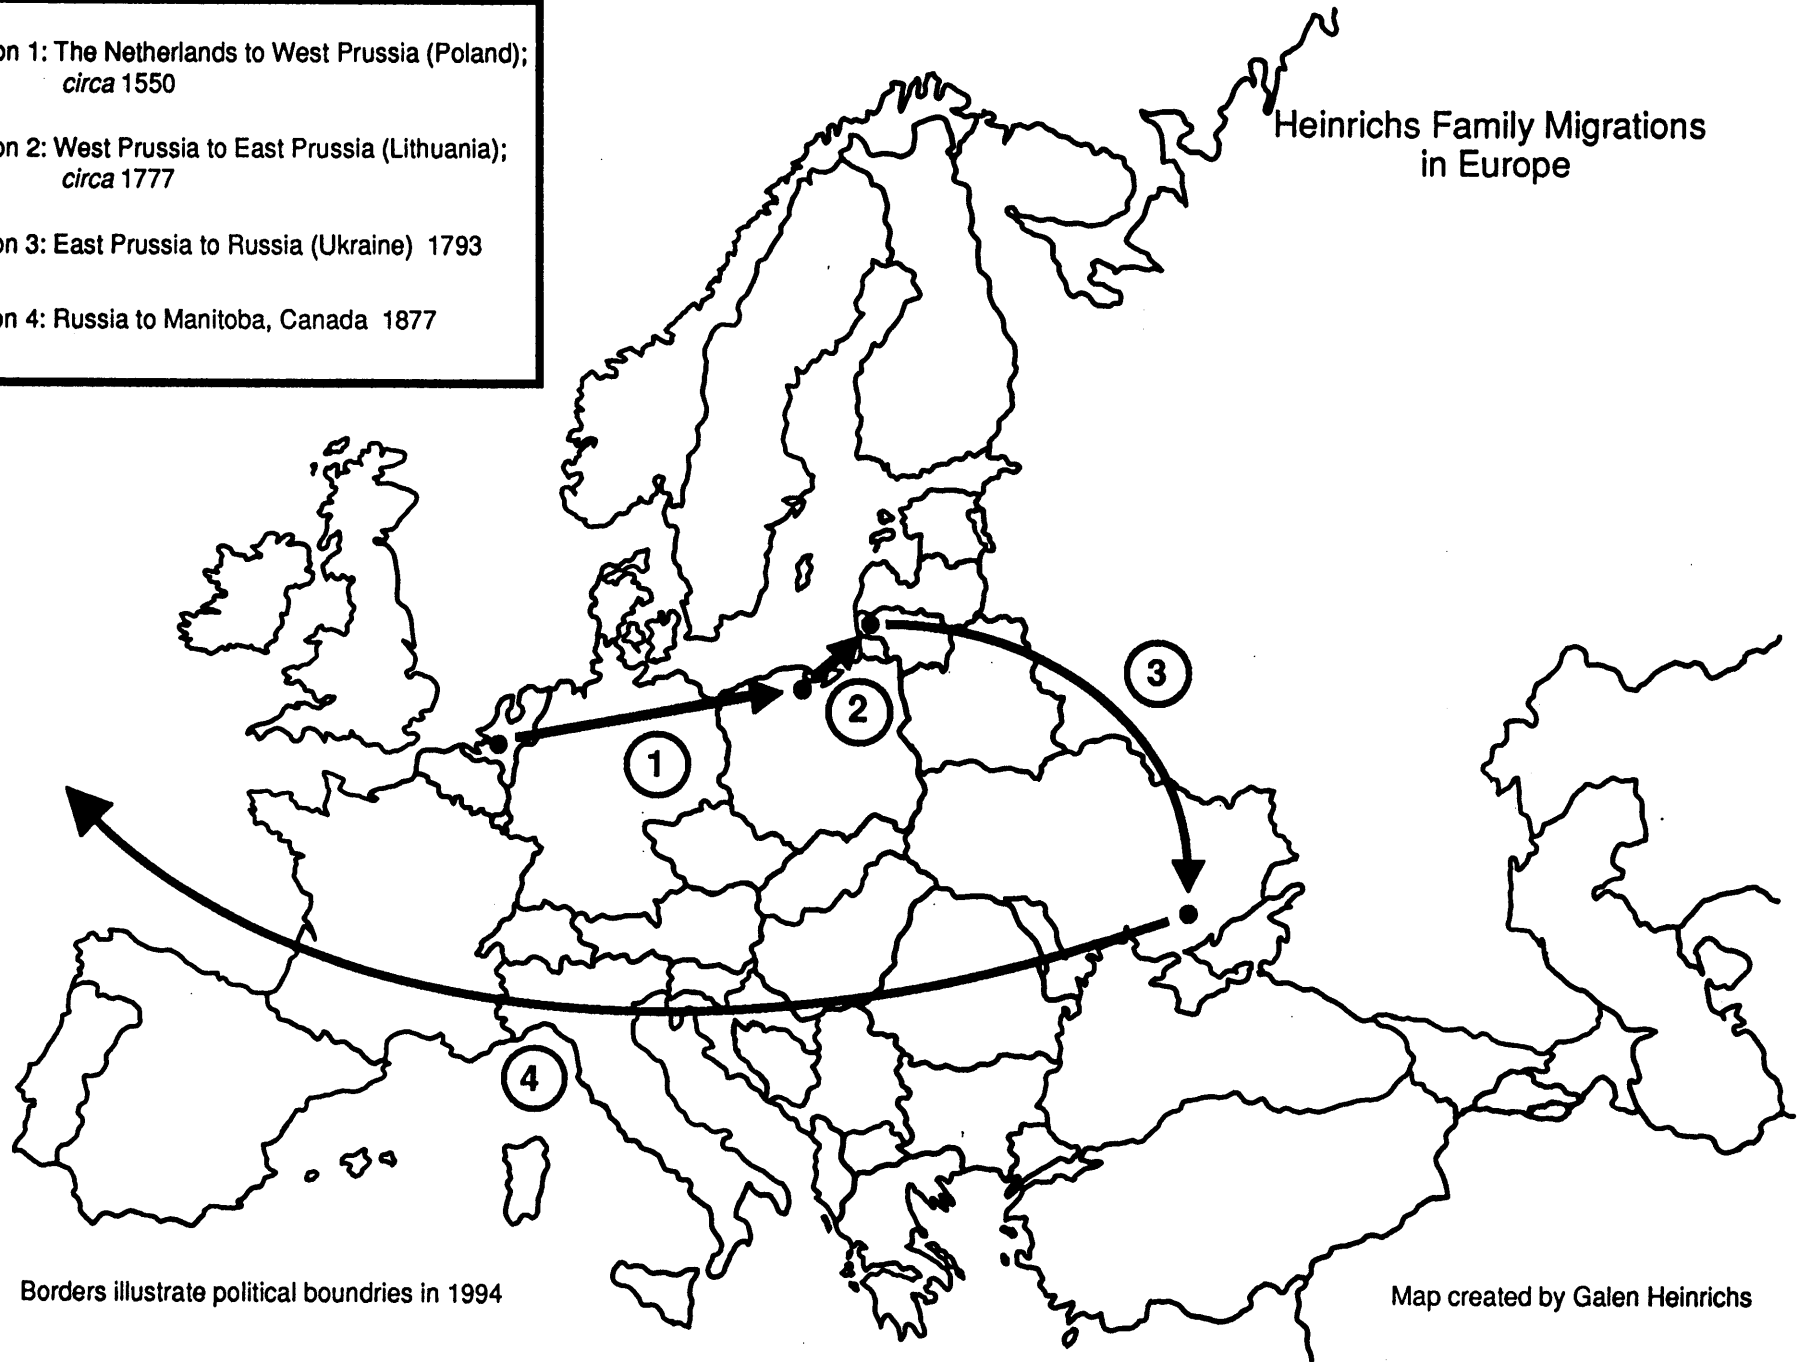 on 1: The Netherlands to West Prussia (Poland);
circa 1550
on 2: West Prussia to East Prussia (Lithuania);
circa 1777
on 3: East Prussia to Russia (Ukraine) 1793
on 4: Russia to Manitoba, Canada 1877
Heinrichs Family Migrations
in Europe
3
2
1
4
Borders illustrate political boundries in 1994
Map created by Galen Heinrichs